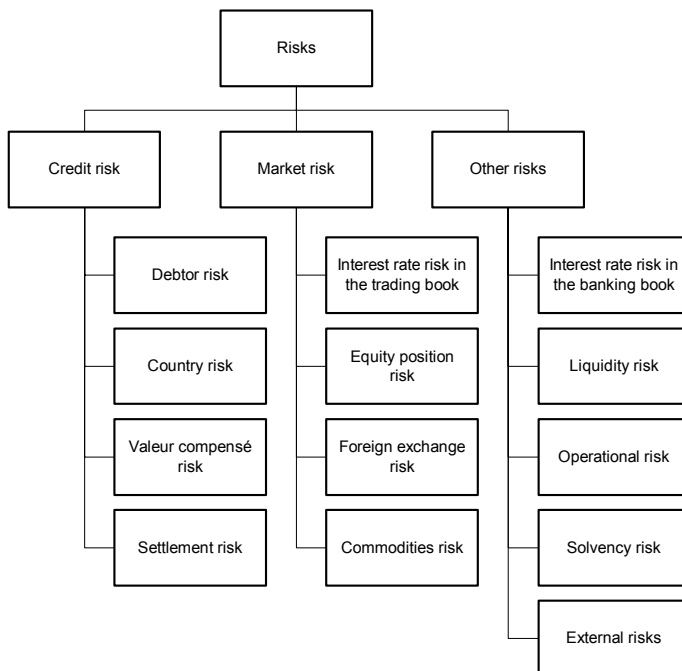 Risks
Credit risk
Market risk
Other risks
Debtor risk
Interest rate risk in
the trading book
Interest rate risk in
the banking book
Country risk
Equity position
risk
Liquidity risk
Valeur compensé
risk
Foreign exchange
risk
Operational risk
Settlement risk
Commodities risk
Solvency risk
External risks